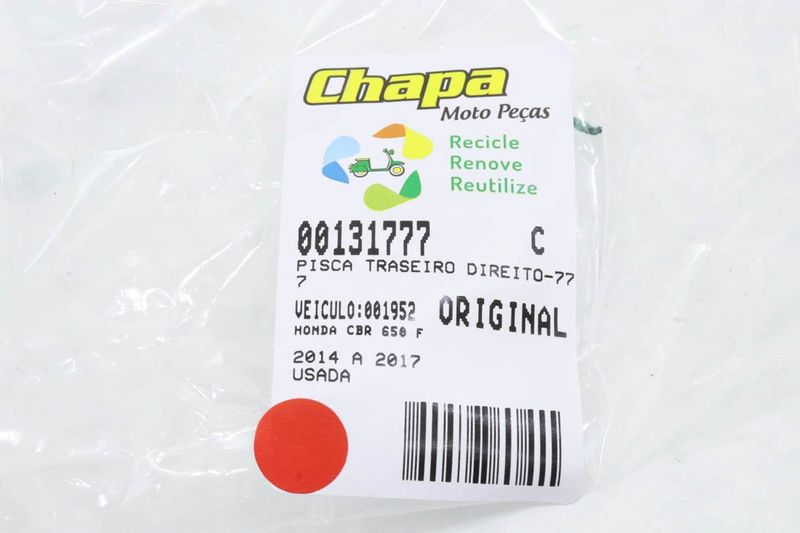 Chapa
Moto Peças
Recicle
Renove
Reutilize
00131777 C
PISCA TRASEIRO DIREITO-77
7
VEICULO:001952 ORIGINAL
HONDA CBR 650 F
2014 A 2017
USADA